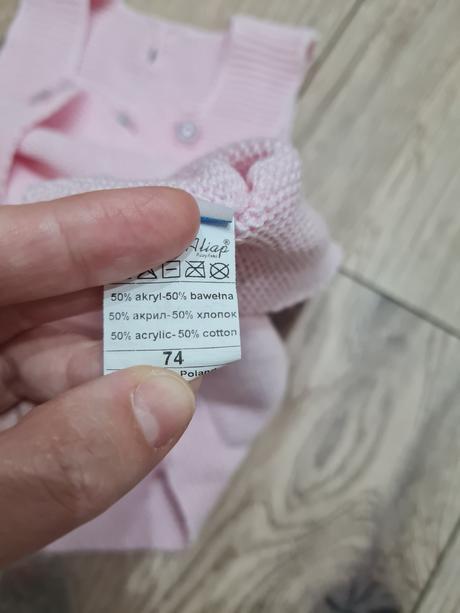 Aliap®
50% akryl-50% bawełna
50% акрил-50% хлопок
50% acrylic-50% cotton
74
Poland